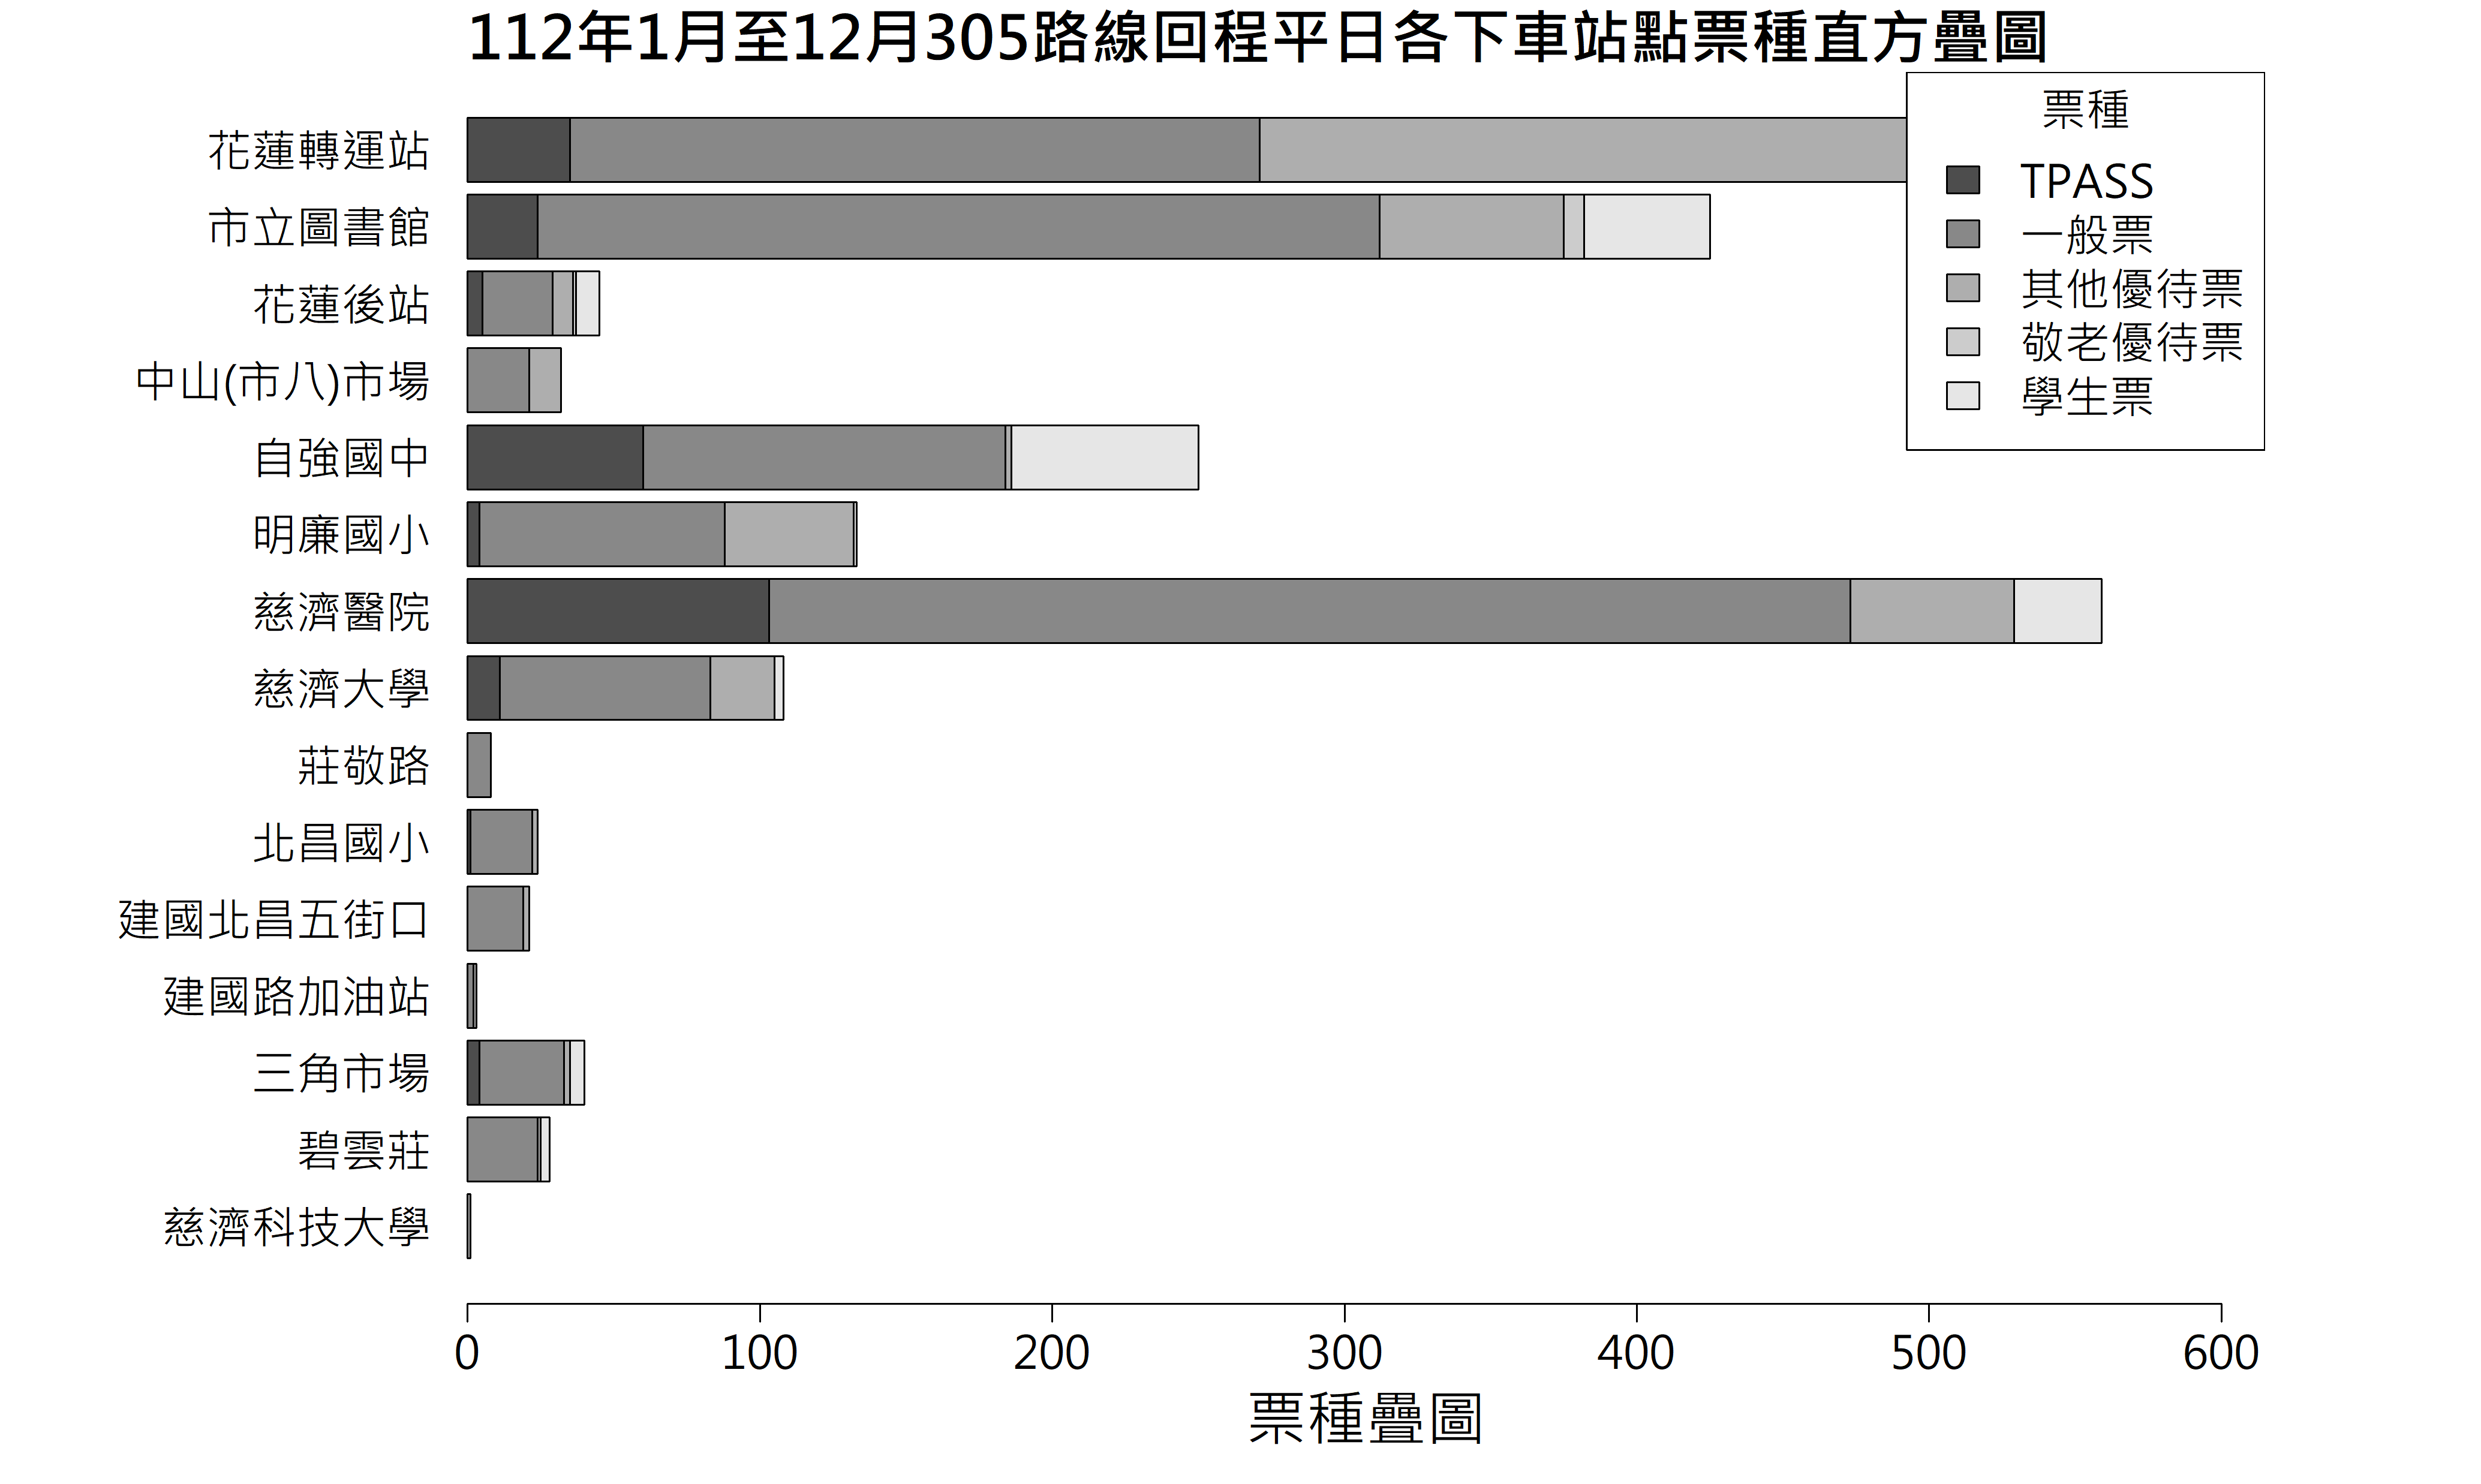 112年1月至12月305路線回程平日各下車站點票種直方疊圖
票種
TPASS
一般票
其他優待票
敬老優待票
學生票
花蓮轉運站
市立圖書館
花蓮後站
中山(市八)市場
自強國中
明廉國小
慈濟醫院
慈濟大學
莊敬路
北昌國小
建國北昌五街口
建國路加油站
三角市場
碧雲莊
慈濟科技大學
0 100 200 300 400 500 600
票種疊圖